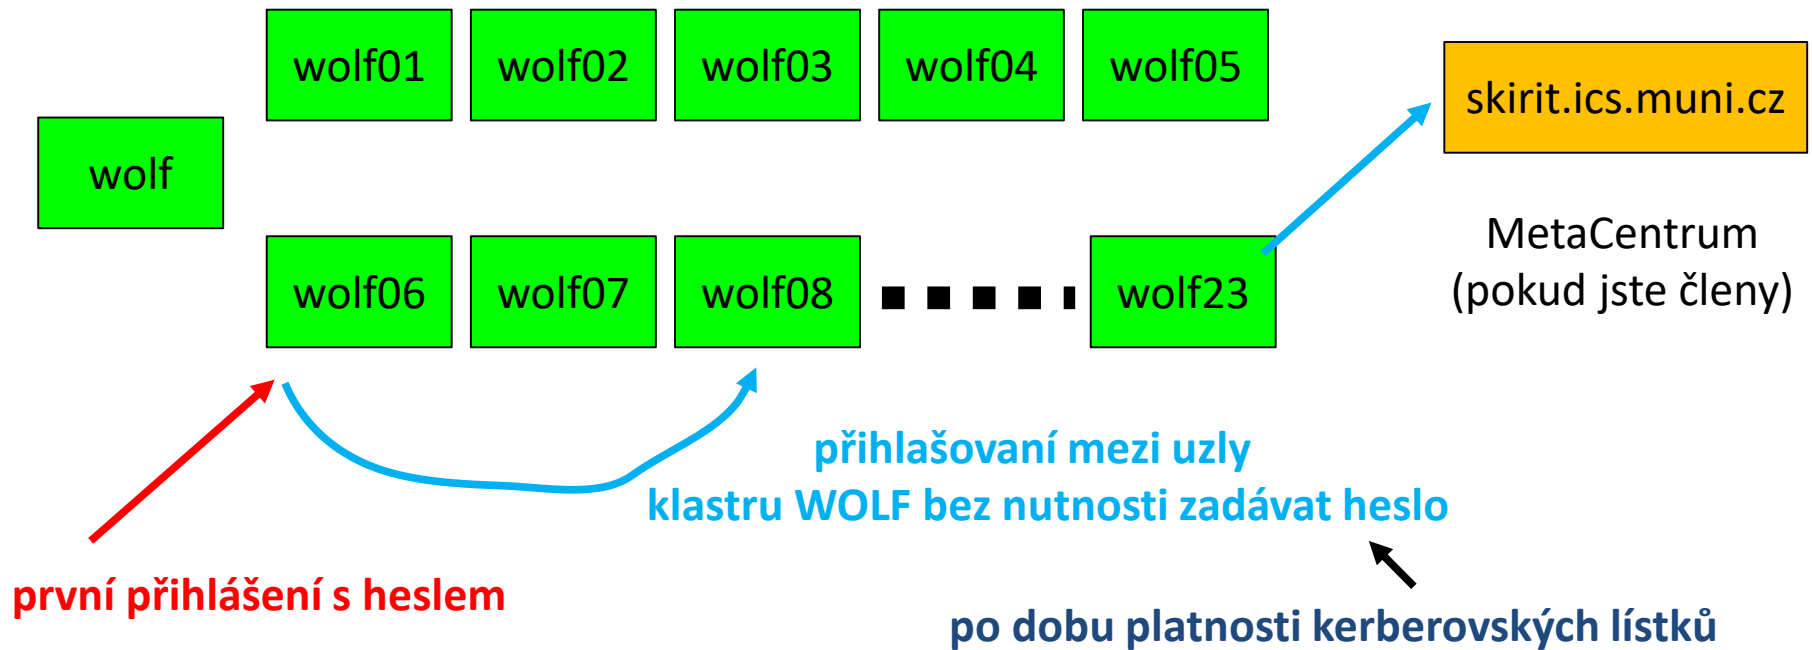 wolf01
wolf02
wolf03
wolf04
wolf05
skirit.ics.muni.cz
wolf
MetaCentrum
(pokud jste členy)
wolf06
wolf07
wolf08
wolf23
přihlašovaní mezi uzly
klastru WOLF bez nutnosti zadávat heslo
první přihlášení s heslem
po dobu platnosti kerberovských lístků